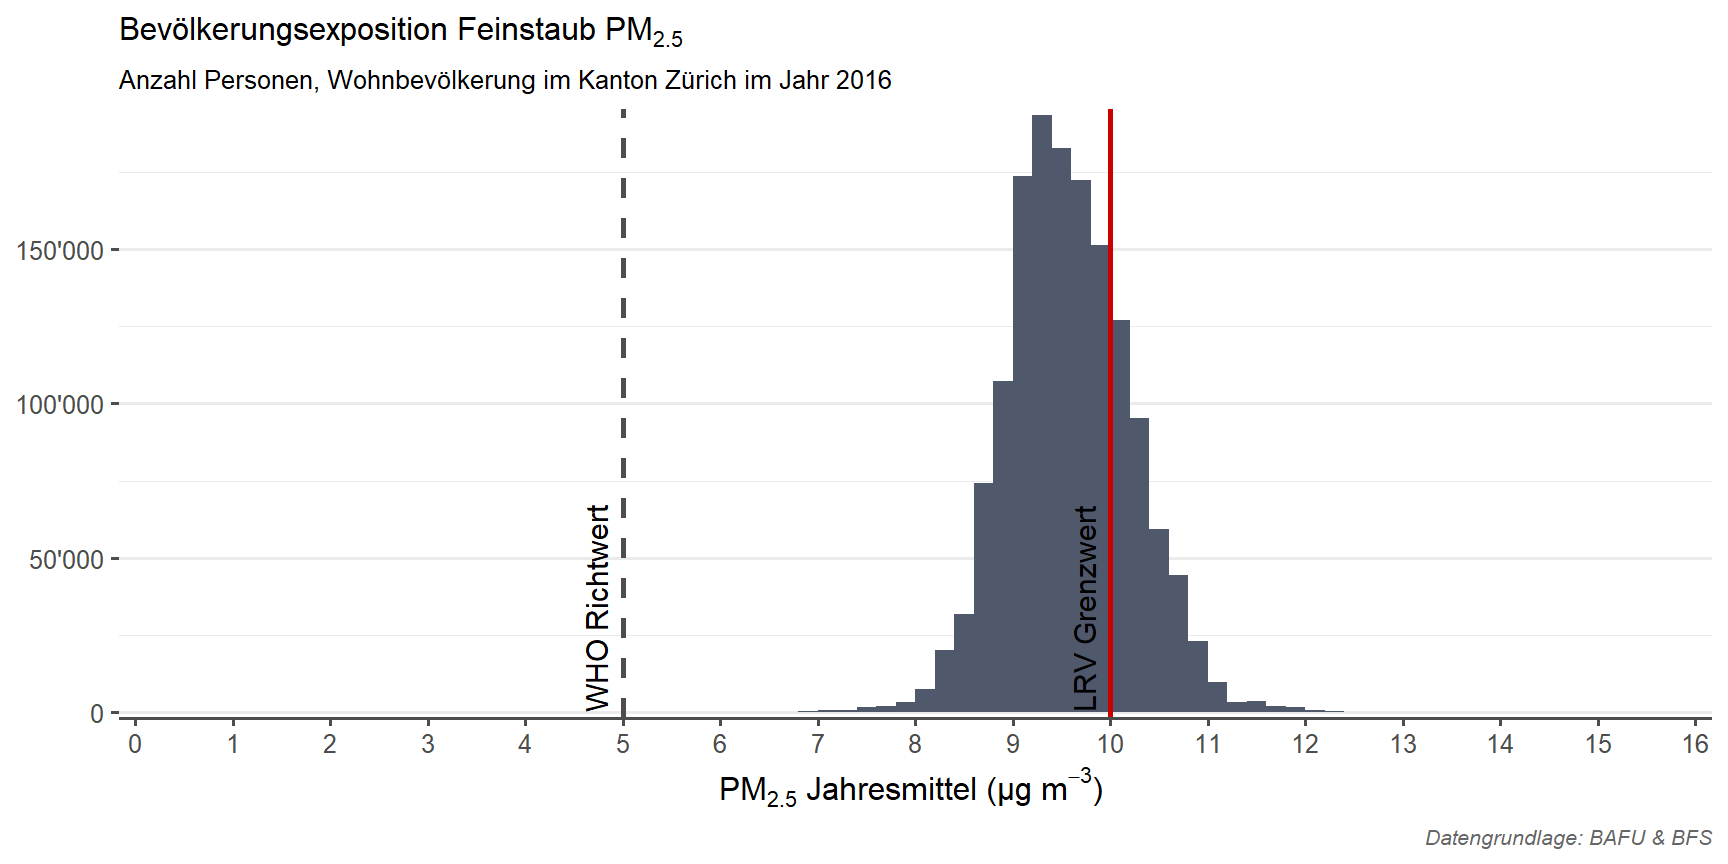 Bevölkerungsexposition Feinstaub PM2.5
Anzahl Personen, Wohnbevölkerung im Kanton Zürich im Jahr 2016
150'000
100'000
50'000
0
WHO Richtwert
LRV Grenzwert
0 1 2 3 4 5 6 7 8 9 10 11 12 13 14 15 16
PM2.5 Jahresmittel (µg m−3)
Datengrundlage: BAFU & BFS